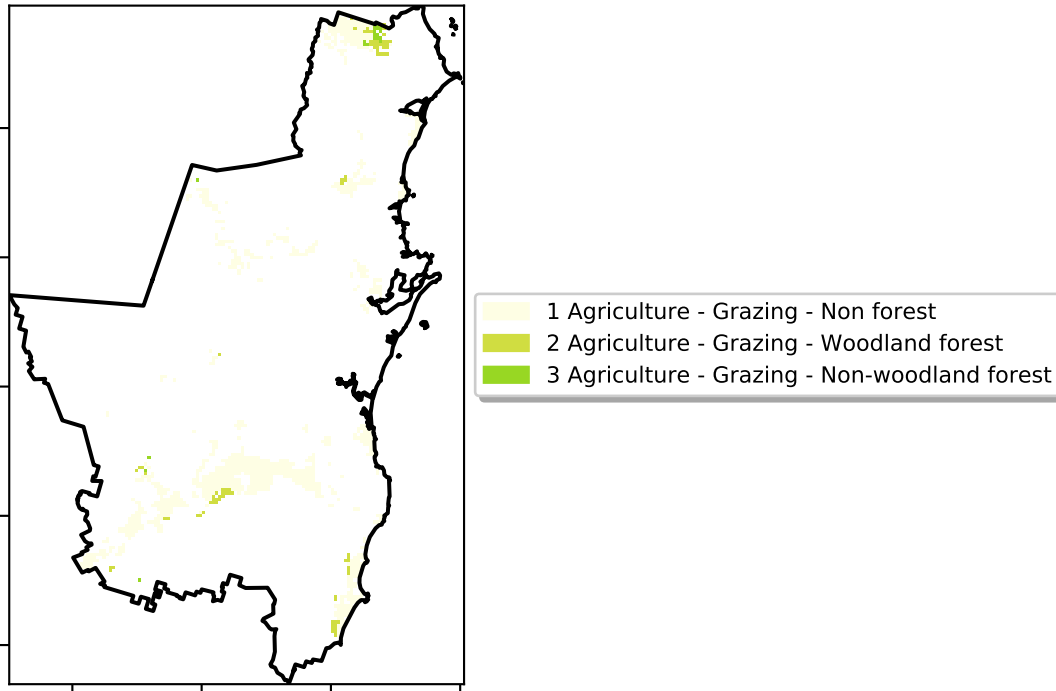 1 Agriculture - Grazing - Non forest
2 Agriculture - Grazing - Woodland forest
3 Agriculture - Grazing - Non-woodland forest